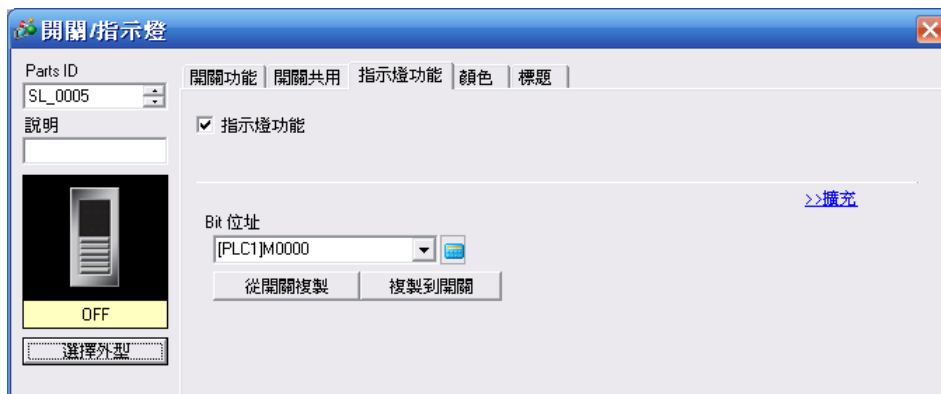 開關/指示燈
Parts ID
SL_0005
說明
開關功能 開關共用 指示燈功能 顏色 標題
指示燈功能
>>擴充
Bit 位址
[PLC1]M0000
從開關複製 複製到開關
OFF
選擇外型